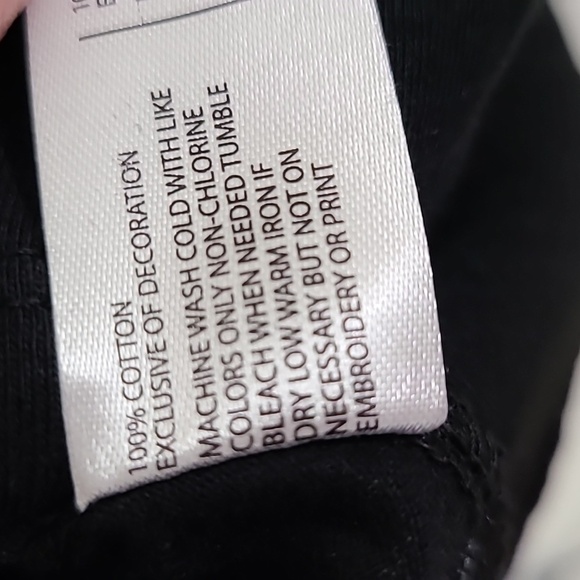 100% COTTON
EXCLUSIVE OF DECORATION
MACHINE WASH COLD WITH LIKE
COLORS ONLY NON-CHLORINE
BLEACH WHEN NEEDED TUMBLE
DRY LOW WARM IRON IF
NECESSARY BUT NOT ON
EMBROIDERY OR PRINT